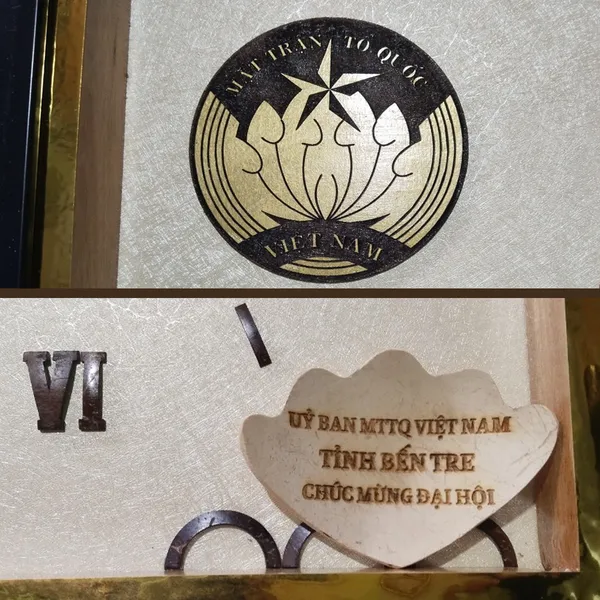 MẶT TRẬN TỔ QUỐC
VIỆT NAM
VI
UỶ BAN MTTQ VIỆT NAM
TỈNH BẾN TRE
CHÚC MỪNG ĐẠI HỘI